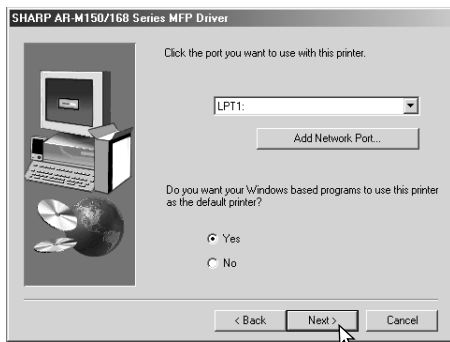 SHARP AR-M150/168 Series MFP Driver
Click the port you want to use with this printer.
LPT1:
Add Network Port...
Do you want your Windows based programs to use this printer
as the default printer?
Yes
No
< Back Next > Cancel